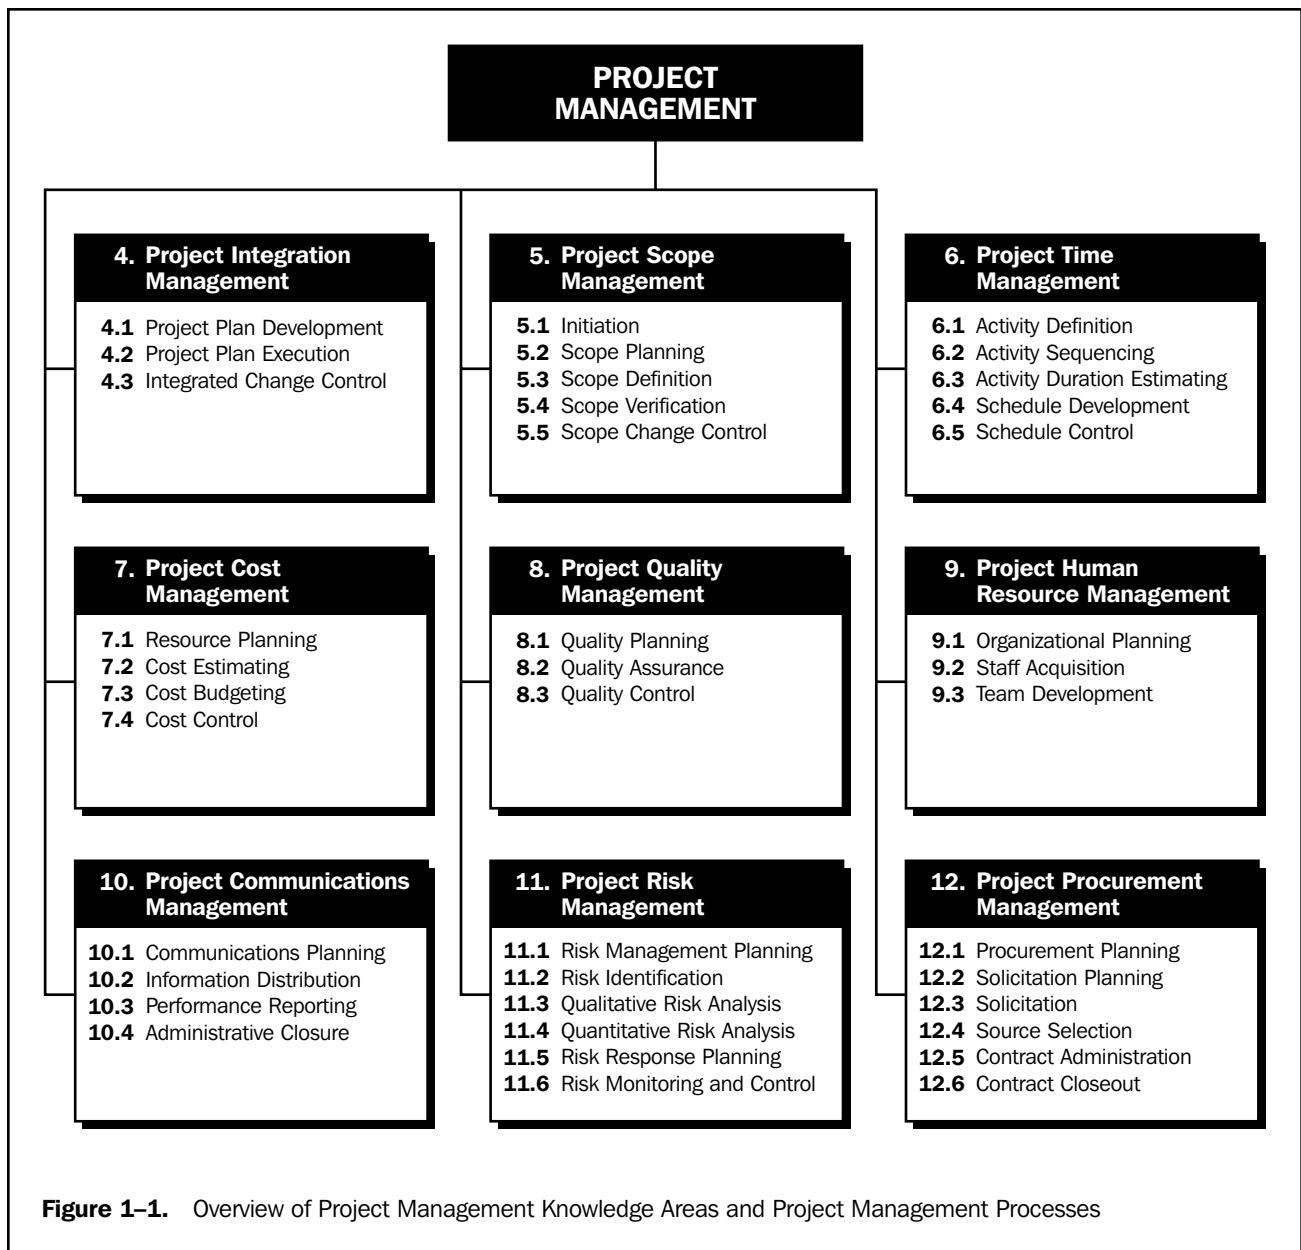 PROJECT
MANAGEMENT
4. Project Integration
Management
4.1 Project Plan Development
4.2 Project Plan Execution
4.3 Integrated Change Control
5. Project Scope
Management
5.1 Initiation
5.2 Scope Planning
5.3 Scope Definition
5.4 Scope Verification
5.5 Scope Change Control
6. Project Time
Management
6.1 Activity Definition
6.2 Activity Sequencing
6.3 Activity Duration Estimating
6.4 Schedule Development
6.5 Schedule Control
7. Project Cost
Management
7.1 Resource Planning
7.2 Cost Estimating
7.3 Cost Budgeting
7.4 Cost Control
8. Project Quality
Management
8.1 Quality Planning
8.2 Quality Assurance
8.3 Quality Control
9. Project Human
Resource Management
9.1 Organizational Planning
9.2 Staff Acquisition
9.3 Team Development
10. Project Communications
Management
10.1 Communications Planning
10.2 Information Distribution
10.3 Performance Reporting
10.4 Administrative Closure
11. Project Risk
Management
11.1 Risk Management Planning
11.2 Risk Identification
11.3 Qualitative Risk Analysis
11.4 Quantitative Risk Analysis
11.5 Risk Response Planning
11.6 Risk Monitoring and Control
12. Project Procurement
Management
12.1 Procurement Planning
12.2 Solicitation Planning
12.3 Solicitation
12.4 Source Selection
12.5 Contract Administration
12.6 Contract Closeout
Figure 1–1. Overview of Project Management Knowledge Areas and Project Management Processes